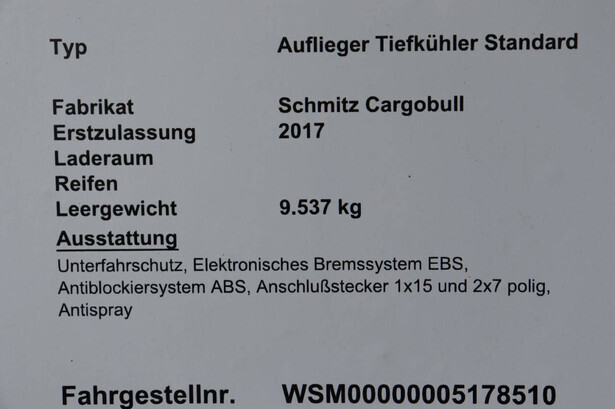 Typ Auflieger Tiefkühler Standard
Fabrikat Schmitz Cargobull
Erstzulassung 2017
Laderaum
Reifen
Leergewicht 9.537 kg
Ausstattung
Unterfahrschutz, Elektronisches Bremssystem EBS,
Antiblockiersystem ABS, Anschlußstecker 1x15 und 2x7 polig,
Antispray
Fahrgestellnr. WSM00000005178510